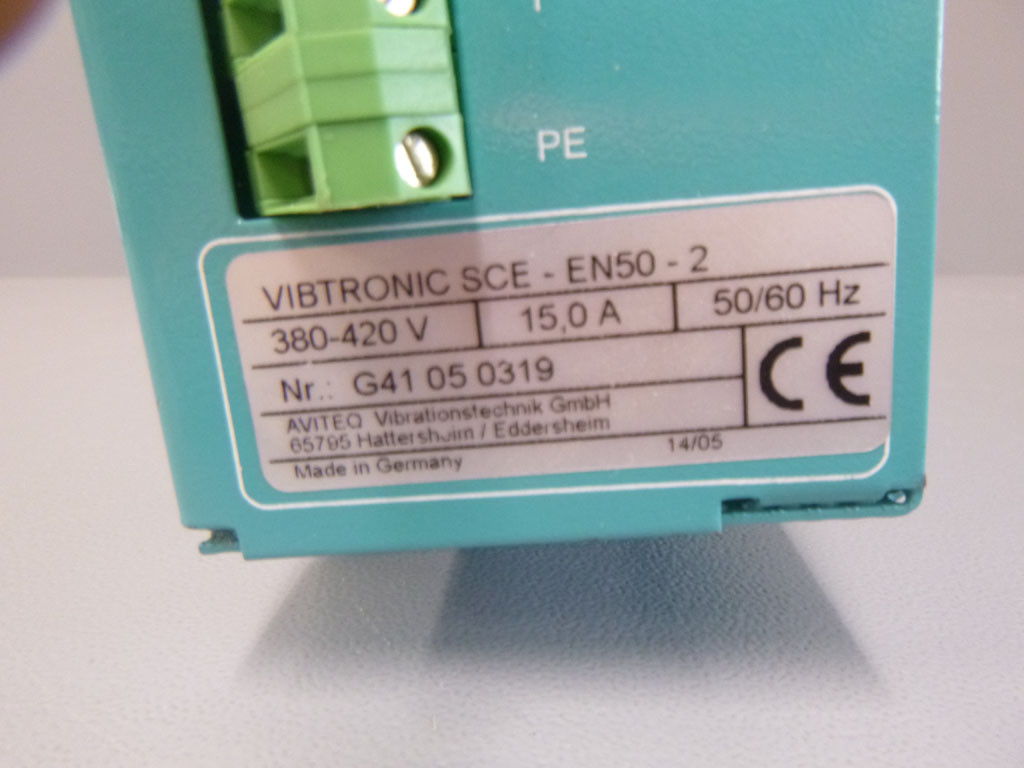 PE
VIBTRONIC SCE - EN50 - 2
380-420 V 15,0 A 50/60 Hz
Nr.: G41 05 0319
CE
AVITEQ Vibrationstechnik GmbH
65795 Hattersheim / Eddersheim
14/05
Made in Germany